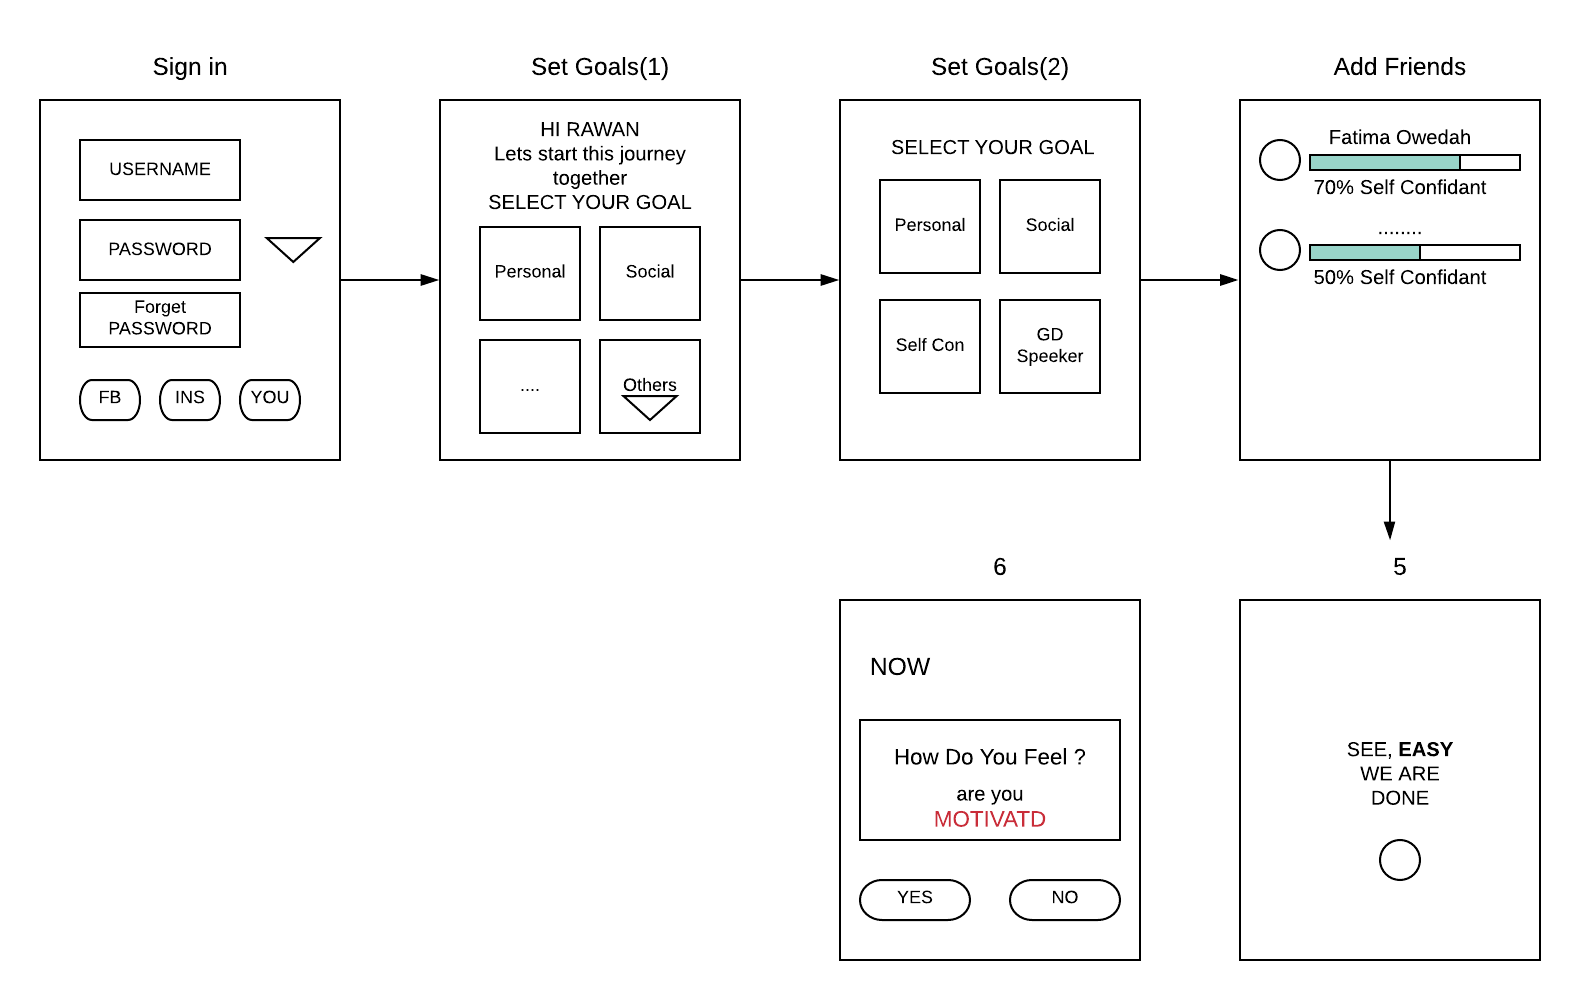 Sign in
USERNAME
PASSWORD
Forget
PASSWORD
FB
INS
YOU
Set Goals(1)
HI RAWAN
Lets start this journey
together
SELECT YOUR GOAL
Personal
Social
....
Others
Set Goals(2)
SELECT YOUR GOAL
Personal
Social
Self Con
GD
Speeker
Add Friends
Fatima Owedah
70% Self Confidant
........
50% Self Confidant
5
SEE, EASY
WE ARE
DONE
6
NOW
How Do You Feel ?
are you
MOTIVATD
YES
NO